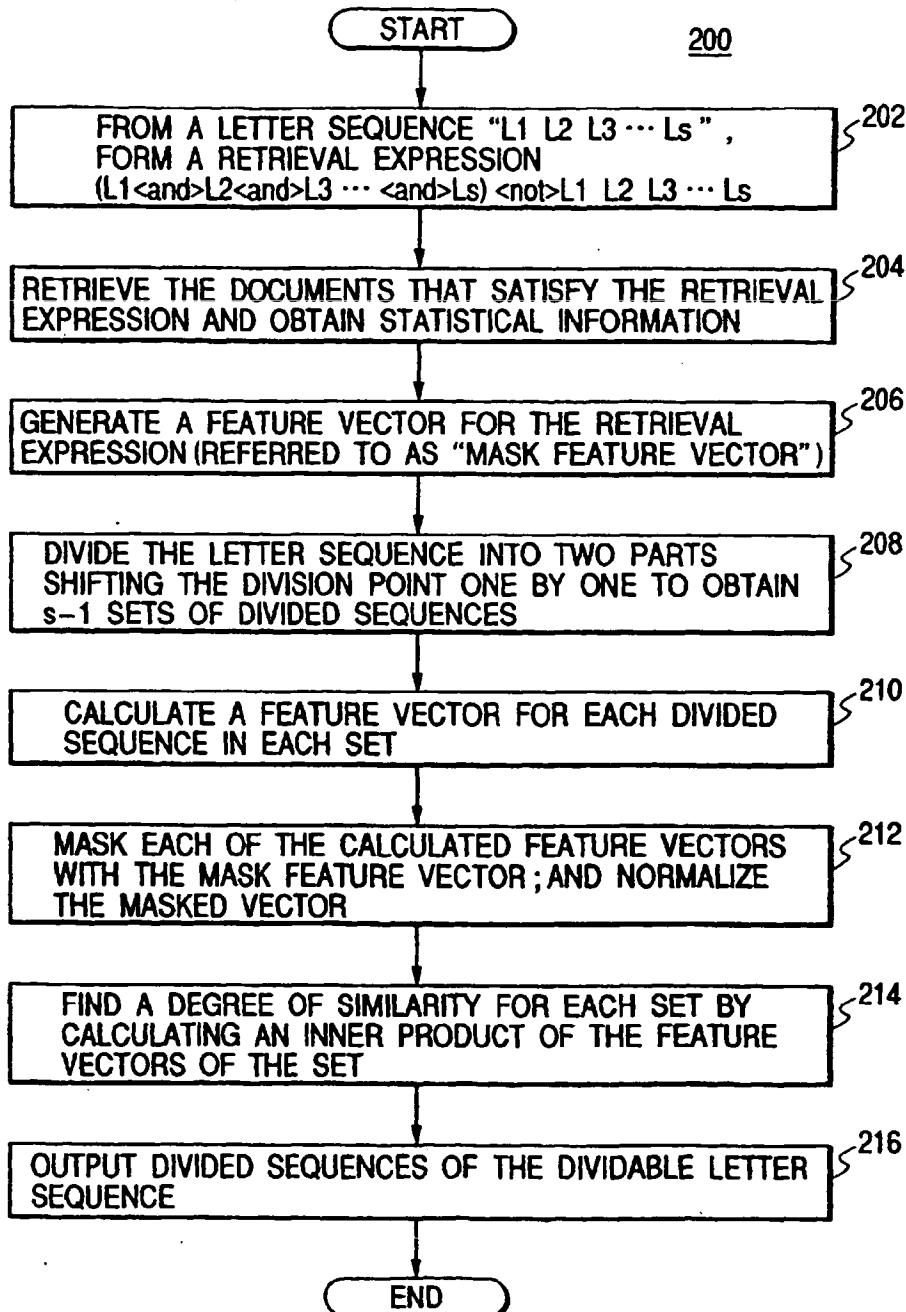 START
200
FROM A LETTER SEQUENCE “L1 L2 L3 ··· Ls”,
FORM A RETRIEVAL EXPRESSION
(L1<and>L2<and>L3 ··· <and>Ls) <not>L1 L2 L3 ··· Ls
202
RETRIEVE THE DOCUMENTS THAT SATISFY THE RETRIEVAL
EXPRESSION AND OBTAIN STATISTICAL INFORMATION
204
GENERATE A FEATURE VECTOR FOR THE RETRIEVAL
EXPRESSION (REFERRED TO AS “MASK FEATURE VECTOR”)
206
DIVIDE THE LETTER SEQUENCE INTO TWO PARTS
SHIFTING THE DIVISION POINT ONE BY ONE TO OBTAIN
s-1 SETS OF DIVIDED SEQUENCES
208
CALCULATE A FEATURE VECTOR FOR EACH DIVIDED
SEQUENCE IN EACH SET
210
MASK EACH OF THE CALCULATED FEATURE VECTORS
WITH THE MASK FEATURE VECTOR; AND NORMALIZE
THE MASKED VECTOR
212
FIND A DEGREE OF SIMILARITY FOR EACH SET BY
CALCULATING AN INNER PRODUCT OF THE FEATURE
VECTORS OF THE SET
214
OUTPUT DIVIDED SEQUENCES OF THE DIVIDABLE LETTER
SEQUENCE
216
END